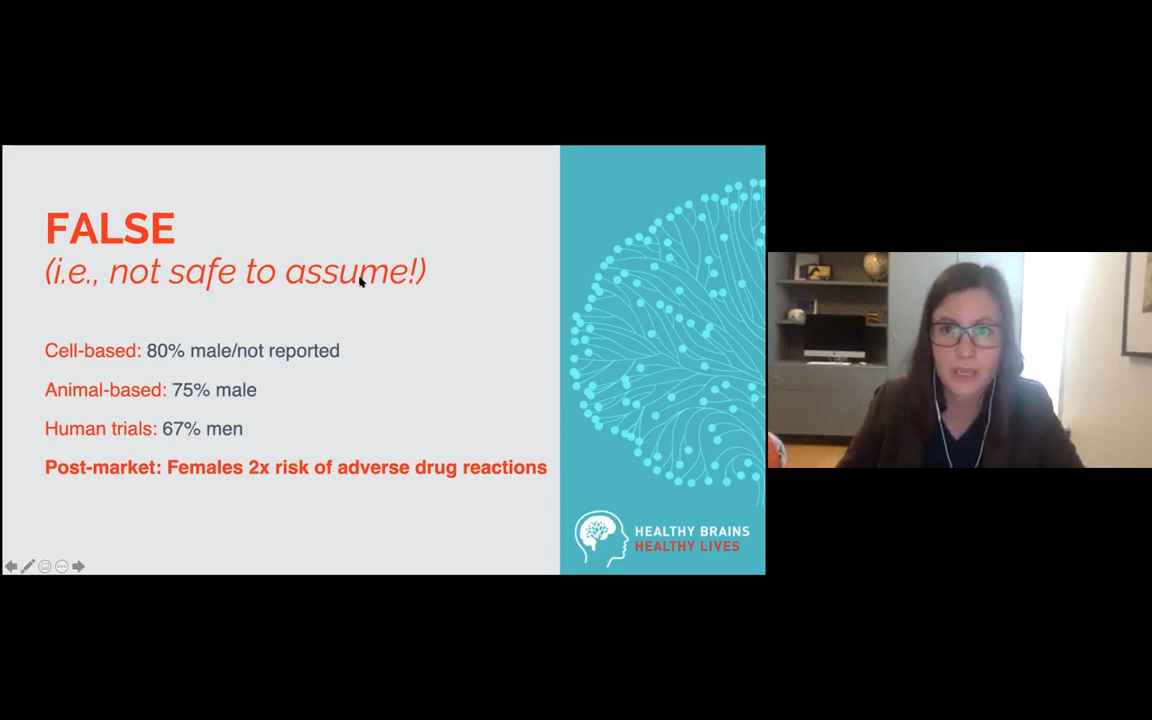 FALSE
(i.e., not safe to assume!)
Cell-based: 80% male/not reported
Animal-based: 75% male
Human trials: 67% men
Post-market: Females 2x risk of adverse drug reactions
HEALTHY BRAINS
HEALTHY LIVES